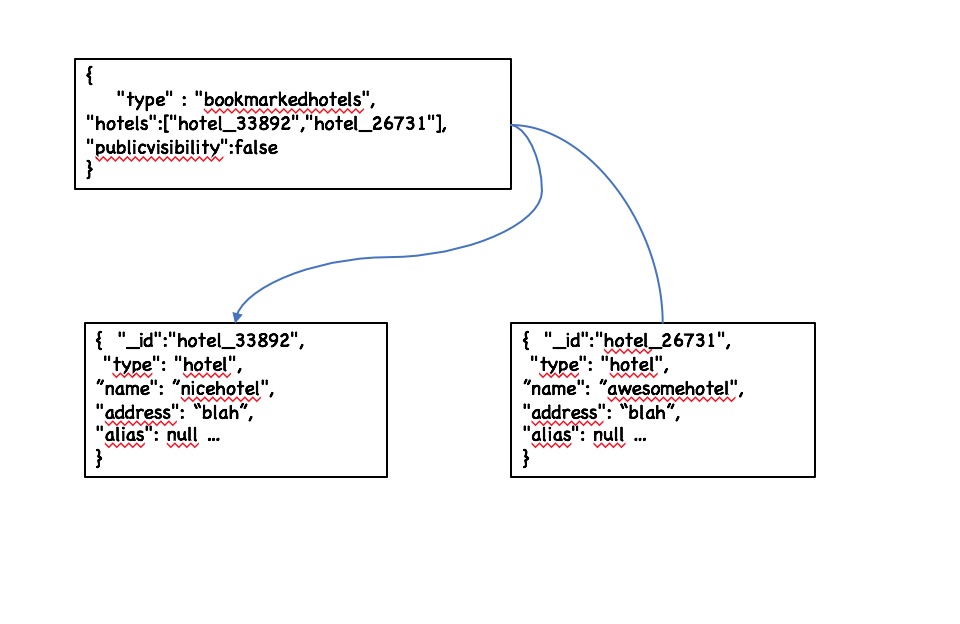 {
"type" : "bookmarkedhotels",
"hotels":["hotel_33892","hotel_26731"],
"publicvisibility":false
}
{ "_id":"hotel_33892",
"type": "hotel",
"name": "nicehotel",
"address": “blah”,
"alias": null …
}
{ "_id":"hotel_26731",
"type": "hotel",
"name": "awesomehotel",
"address": “blah”,
"alias": null …
}